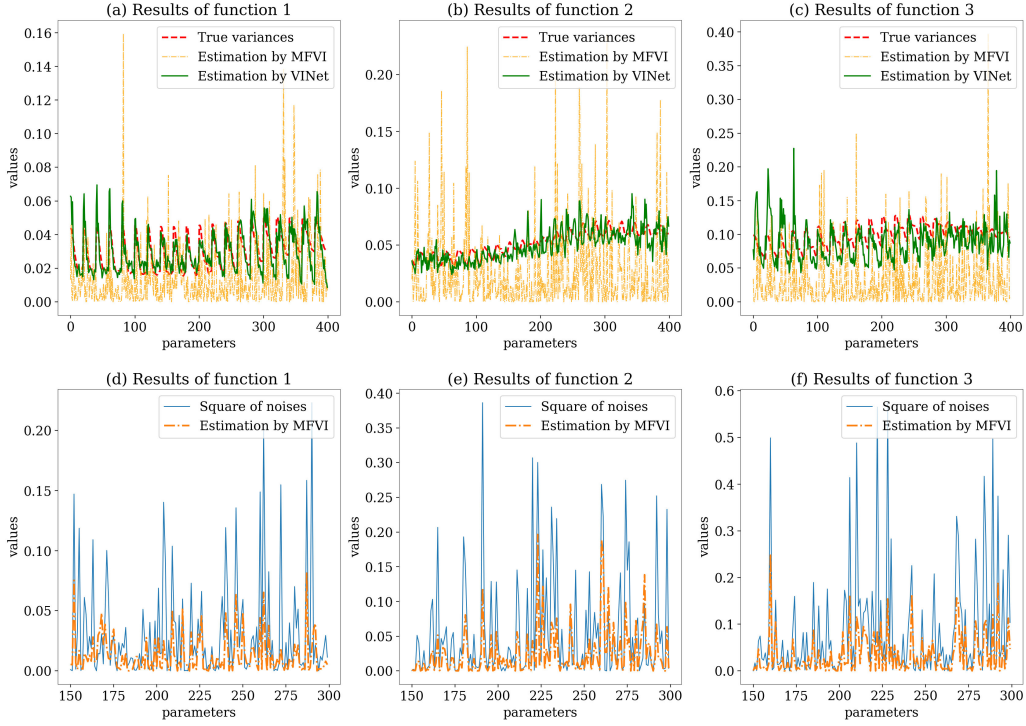 (a) Results of function 1
True variances
Estimation by MFVI
Estimation by VINet
0.16
0.14
0.12
0.10
0.08
0.06
0.04
0.02
0.00
values
0 100 200 300 400
parameters
(b) Results of function 2
True variances
Estimation by MFVI
Estimation by VINet
0.20
0.15
0.10
0.05
0.00
values
0 100 200 300 400
parameters
(c) Results of function 3
True variances
Estimation by MFVI
Estimation by VINet
0.40
0.35
0.30
0.25
0.20
0.15
0.10
0.05
0.00
values
0 100 200 300 400
parameters
(d) Results of function 1
Square of noises
Estimation by MFVI
0.20
0.15
0.10
0.05
0.00
values
150 175 200 225 250 275 300
parameters
(e) Results of function 2
Square of noises
Estimation by MFVI
0.40
0.35
0.30
0.25
0.20
0.15
0.10
0.05
0.00
values
150 175 200 225 250 275 300
parameters
(f) Results of function 3
Square of noises
Estimation by MFVI
0.6
0.5
0.4
0.3
0.2
0.1
0.0
values
150 175 200 225 250 275 300
parameters